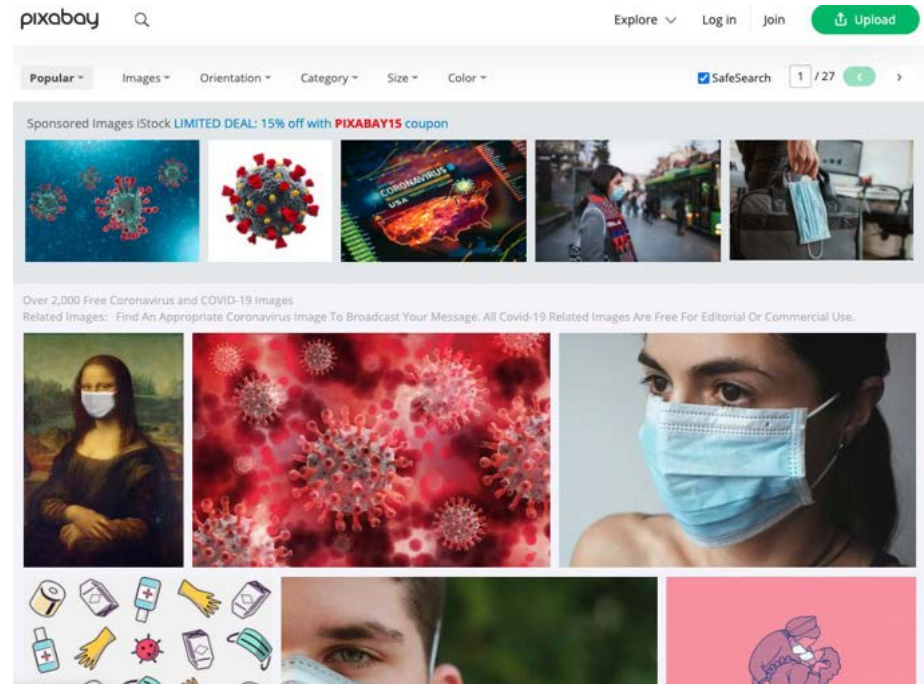 pixabay
Explore Log in Join Upload
Popular Images Orientation Category Size Color SafeSearch 1 / 27
Sponsored Images iStock LIMITED DEAL: 15% off with PIXABAY15 coupon
CORONAVIRUS
USA
Over 2,000 Free Coronavirus and COVID-19 Images
Related Images: Find An Appropriate Coronavirus Image To Broadcast Your Message. All Covid-19 Related Images Are Free For Editorial Or Commercial Use.